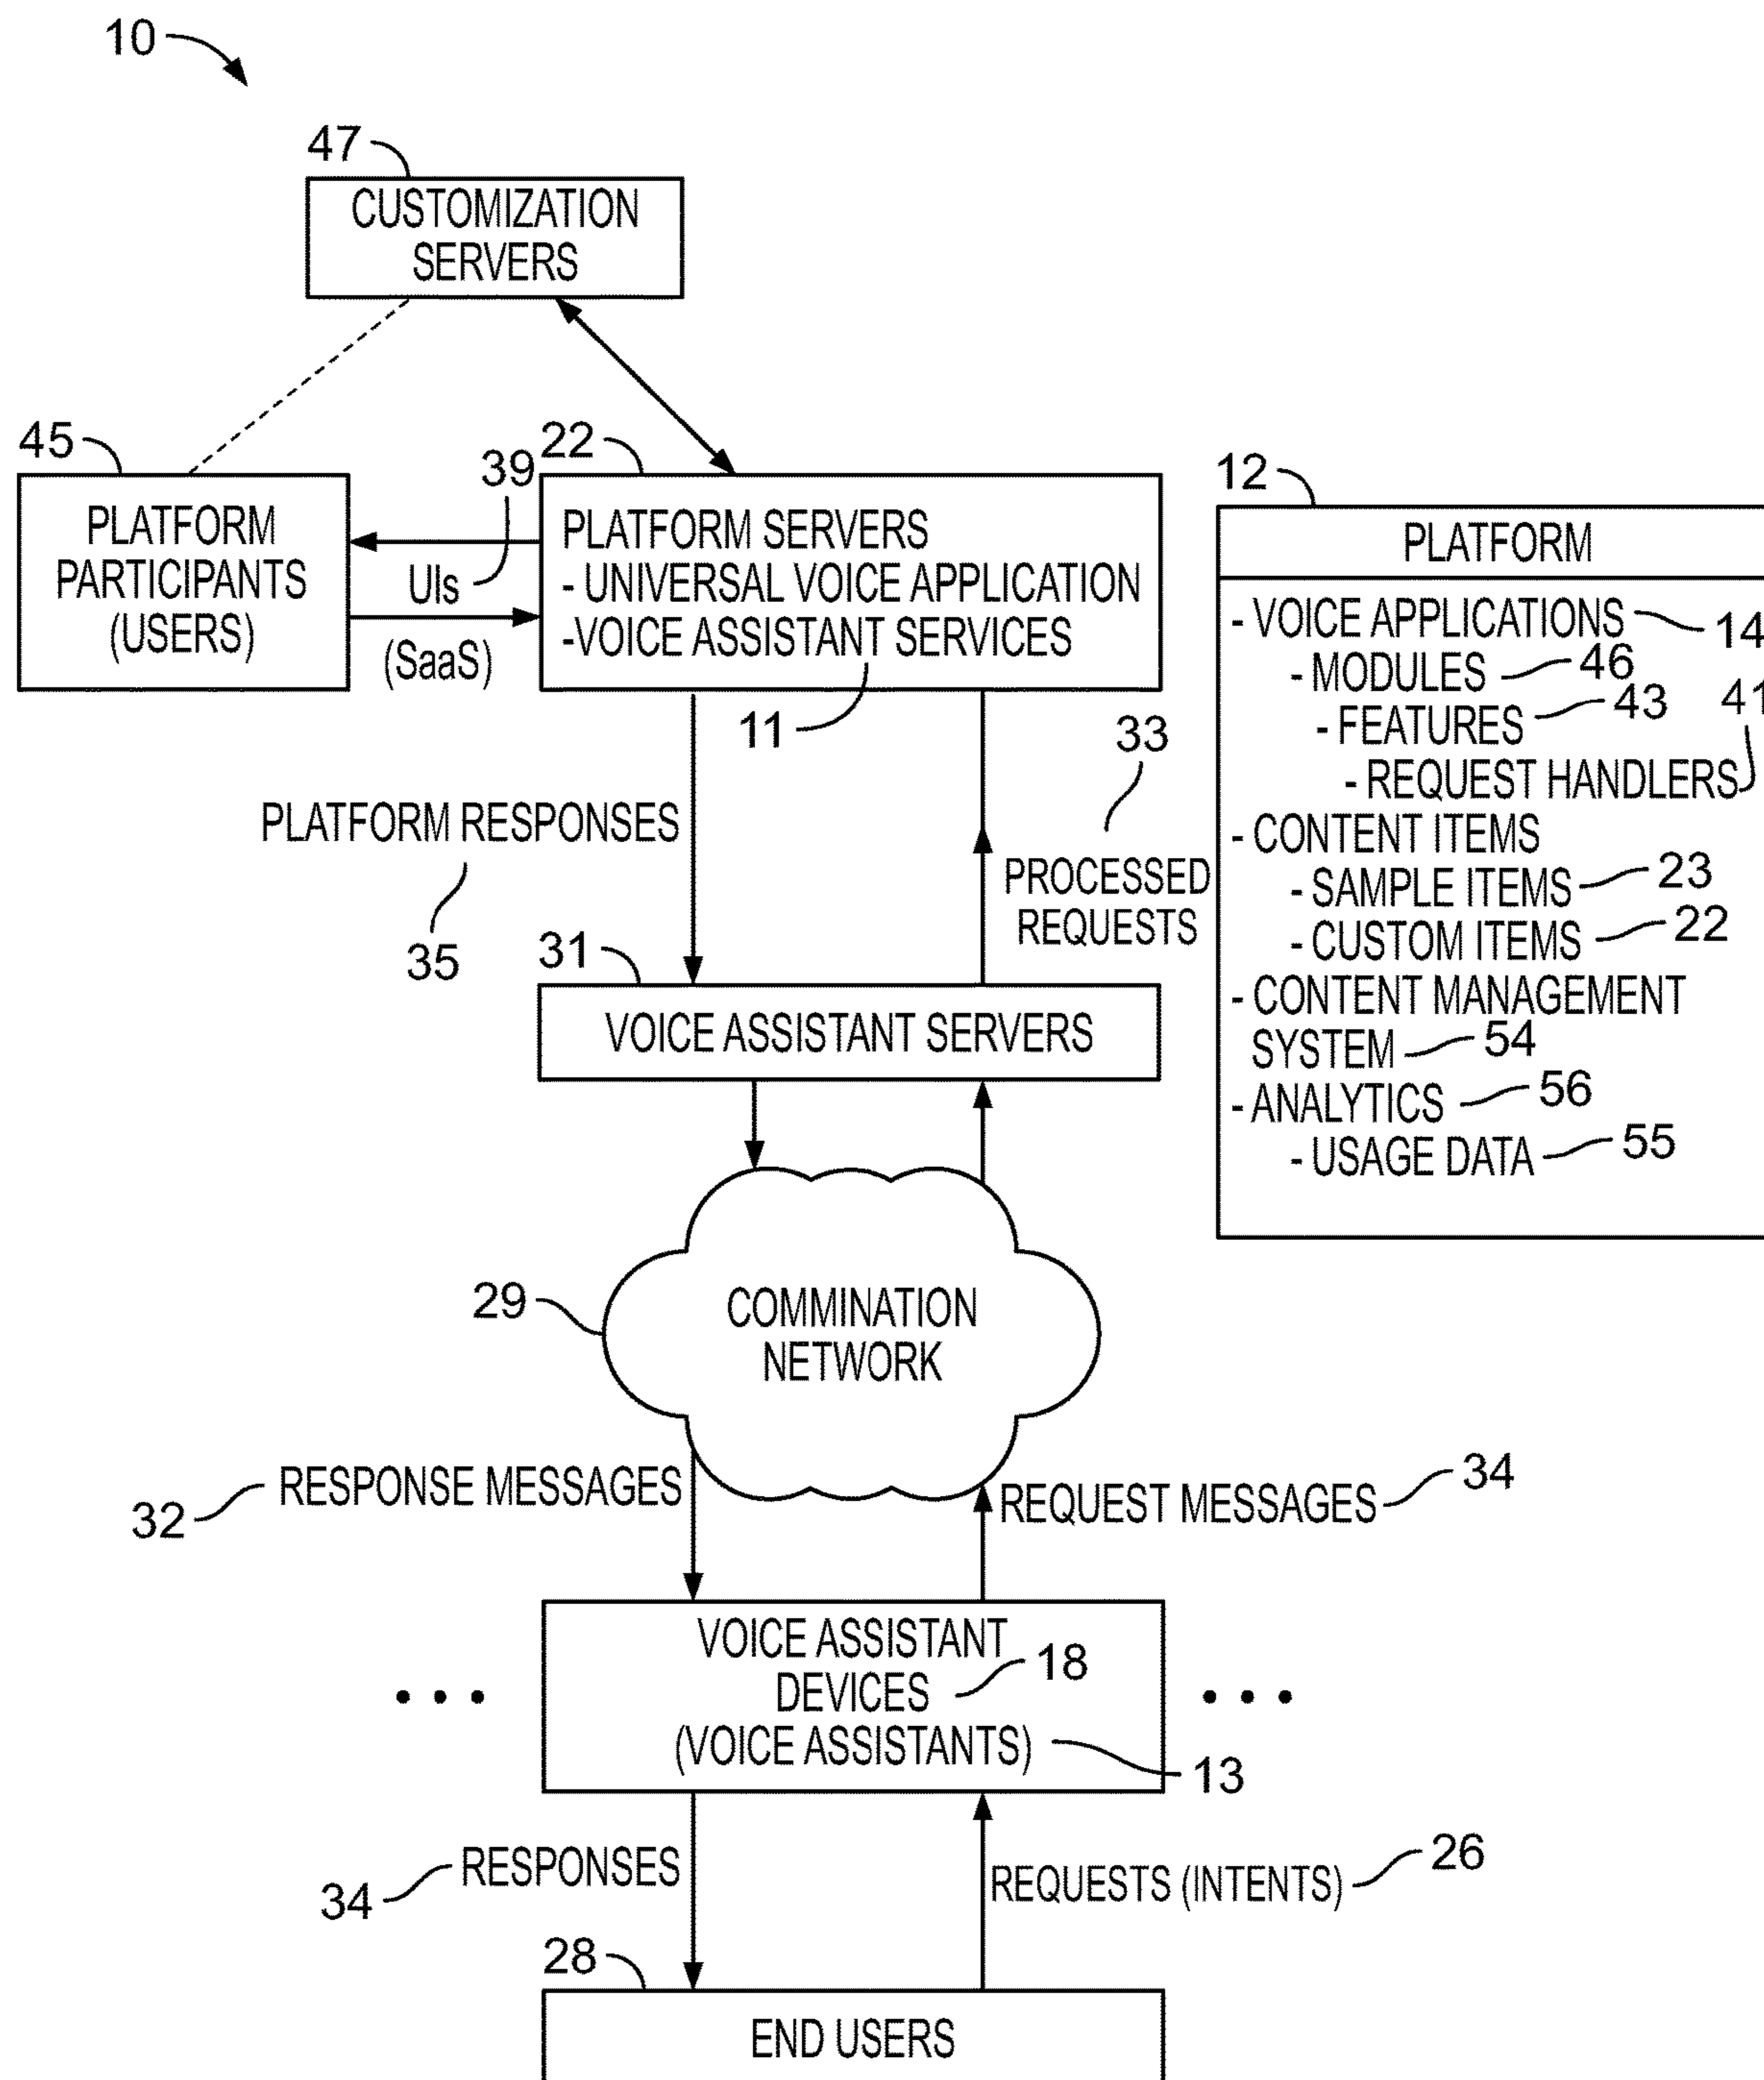 10
47
CUSTOMIZATION
SERVERS
45
PLATFORM
PARTICIPANTS
(USERS)
39
UIs
(SaaS)
22
PLATFORM SERVERS
- UNIVERSAL VOICE APPLICATION
-VOICE ASSISTANT SERVICES
11
12
PLATFORM
- VOICE APPLICATIONS 14
- MODULES 46
- FEATURES 43
- REQUEST HANDLERS 41
- CONTENT ITEMS
- SAMPLE ITEMS 23
- CUSTOM ITEMS 22
- CONTENT MANAGEMENT
SYSTEM 54
- ANALYTICS 56
- USAGE DATA 55
PLATFORM RESPONSES
35
33
PROCESSED
REQUESTS
31
VOICE ASSISTANT SERVERS
29
COMMINATION
NETWORK
32 RESPONSE MESSAGES
REQUEST MESSAGES 34
VOICE ASSISTANT
DEVICES 18
(VOICE ASSISTANTS)
13
34 RESPONSES
REQUESTS (INTENTS) 26
28
END USERS